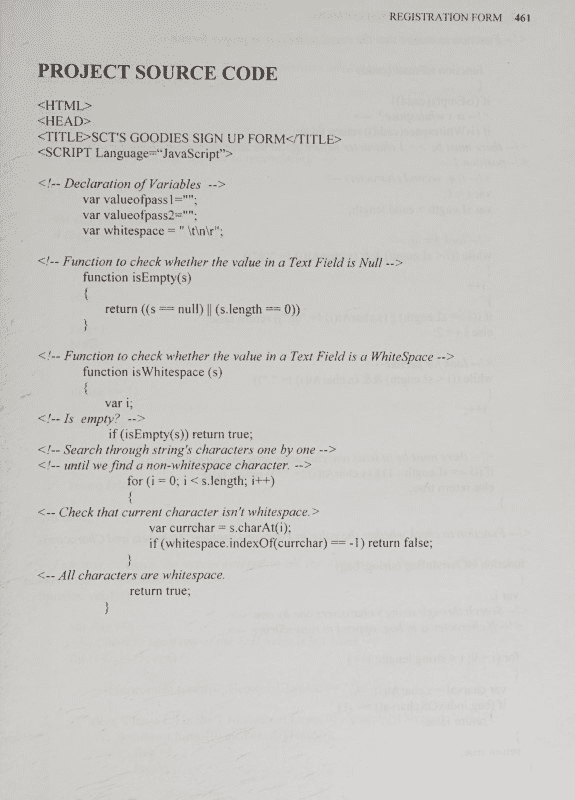 REGISTRATION FORM 461
PROJECT SOURCE CODE
<HTML>
<HEAD>
<TITLE>SCT'S GOODIES SIGN UP FORM</TITLE>
<SCRIPT Language=“JavaScript”>
<!-- Declaration of Variables -->
var valueofpass1="";
var valueofpass2="";
var whitespace = " \t\n\r";
<!-- Function to check whether the value in a Text Field is Null -->
function isEmpty(s)
{
return ((s == null) || (s.length == 0))
}
<!-- Function to check whether the value in a Text Field is a WhiteSpace -->
function isWhitespace (s)
{
var i;
<!-- Is empty? -->
if (isEmpty(s)) return true;
<!-- Search through string's characters one by one -->
<!-- until we find a non-whitespace character. -->
for (i = 0; i < s.length; i++)
{
<-- Check that current character isn't whitespace.>
var currchar = s.charAt(i);
if (whitespace.indexOf(currchar) == -1) return false;
}
<-- All characters are whitespace.
return true;
}